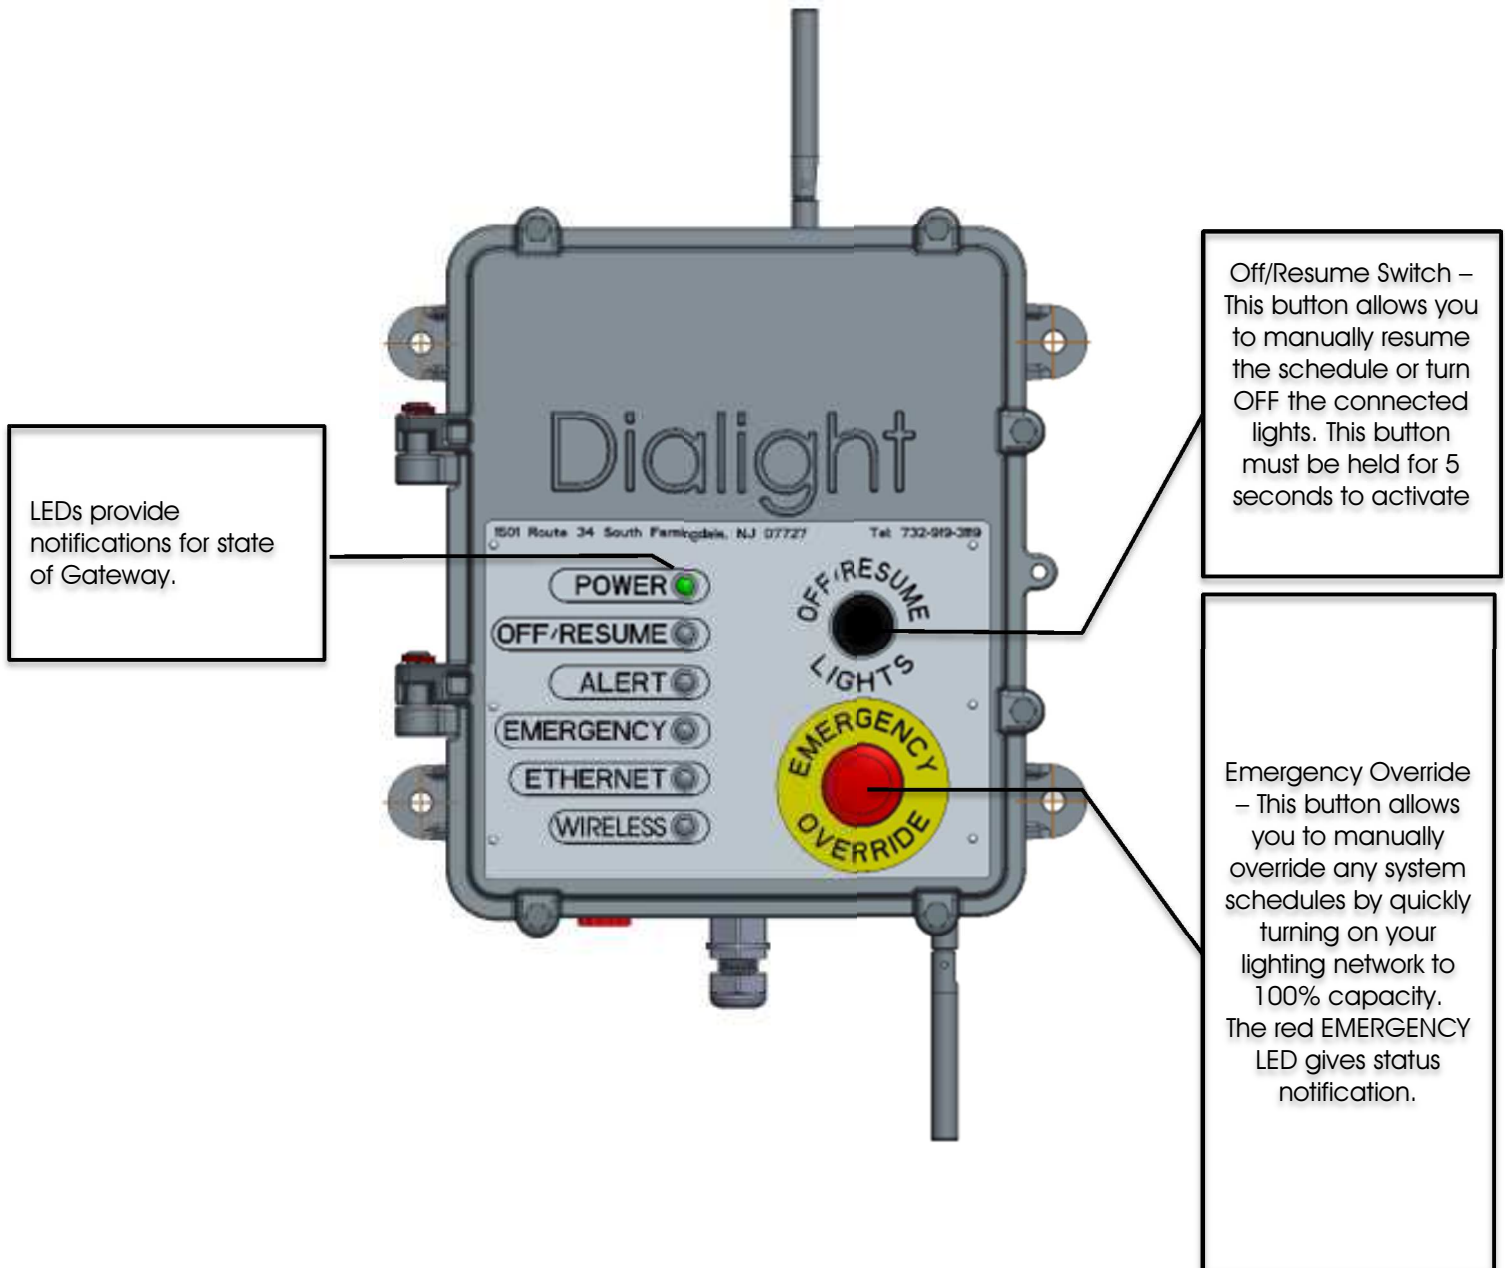 Dialight
1501 Route 34 South Farmingdale, NJ 07727
Tel: 732-919-3119
POWER
OFF/RESUME
ALERT
EMERGENCY
ETHERNET
WIRELESS
OFF/RESUME
LIGHTS
EMERGENCY
OVERRIDE
LEDs provide
notifications for state
of Gateway.
Off/Resume Switch –
This button allows you
to manually resume
the schedule or turn
OFF the connected
lights. This button
must be held for 5
seconds to activate
Emergency Override
– This button allows
you to manually
override any system
schedules by quickly
turning on your
lighting network to
100% capacity.
The red EMERGENCY
LED gives status
notification.